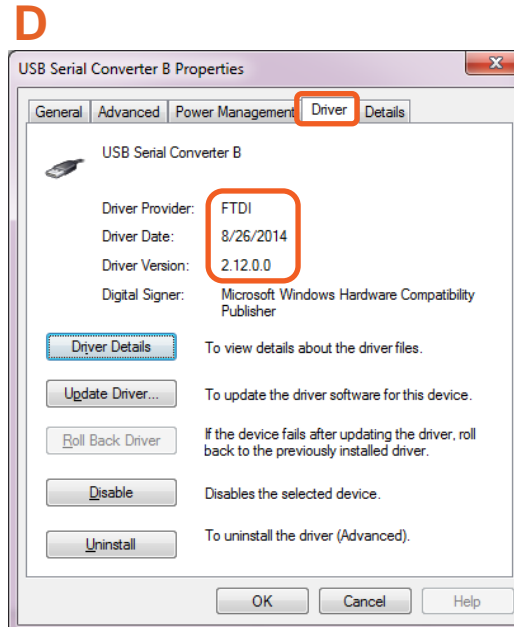 D
USB Serial Converter B Properties
General Advanced Power Management Driver Details
USB Serial Converter B
Driver Provider: FTDI
Driver Date: 8/26/2014
Driver Version: 2.12.0.0
Digital Signer: Microsoft Windows Hardware Compatibility
Publisher
Driver Details To view details about the driver files.
Update Driver... To update the driver software for this device.
Roll Back Driver If the device fails after updating the driver, roll
back to the previously installed driver.
Disable Disables the selected device.
Uninstall To uninstall the driver (Advanced).
OK Cancel Help